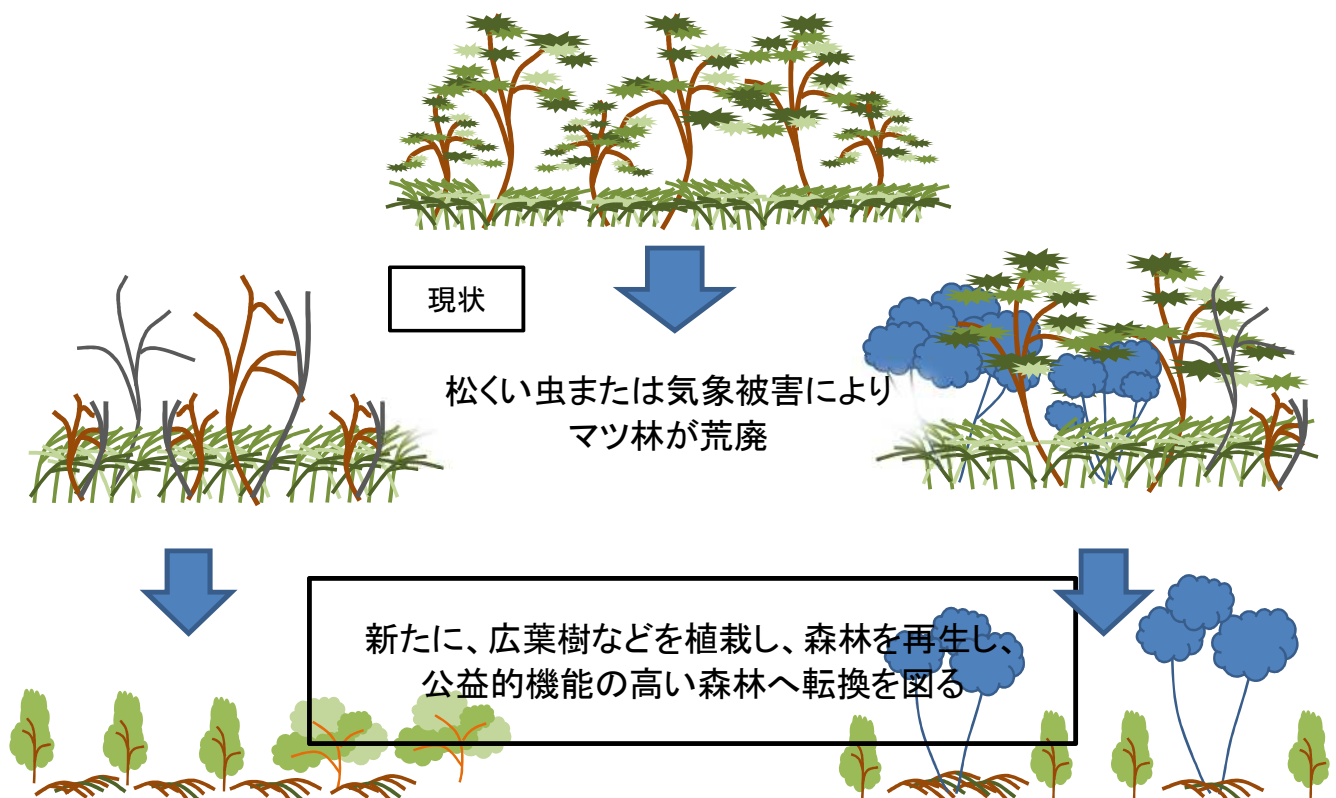 現状
松くい虫または気象被害により
マツ林が荒廃
新たに、広葉樹などを植栽し、森林を再生し、
公益的機能の高い森林へ転換を図る